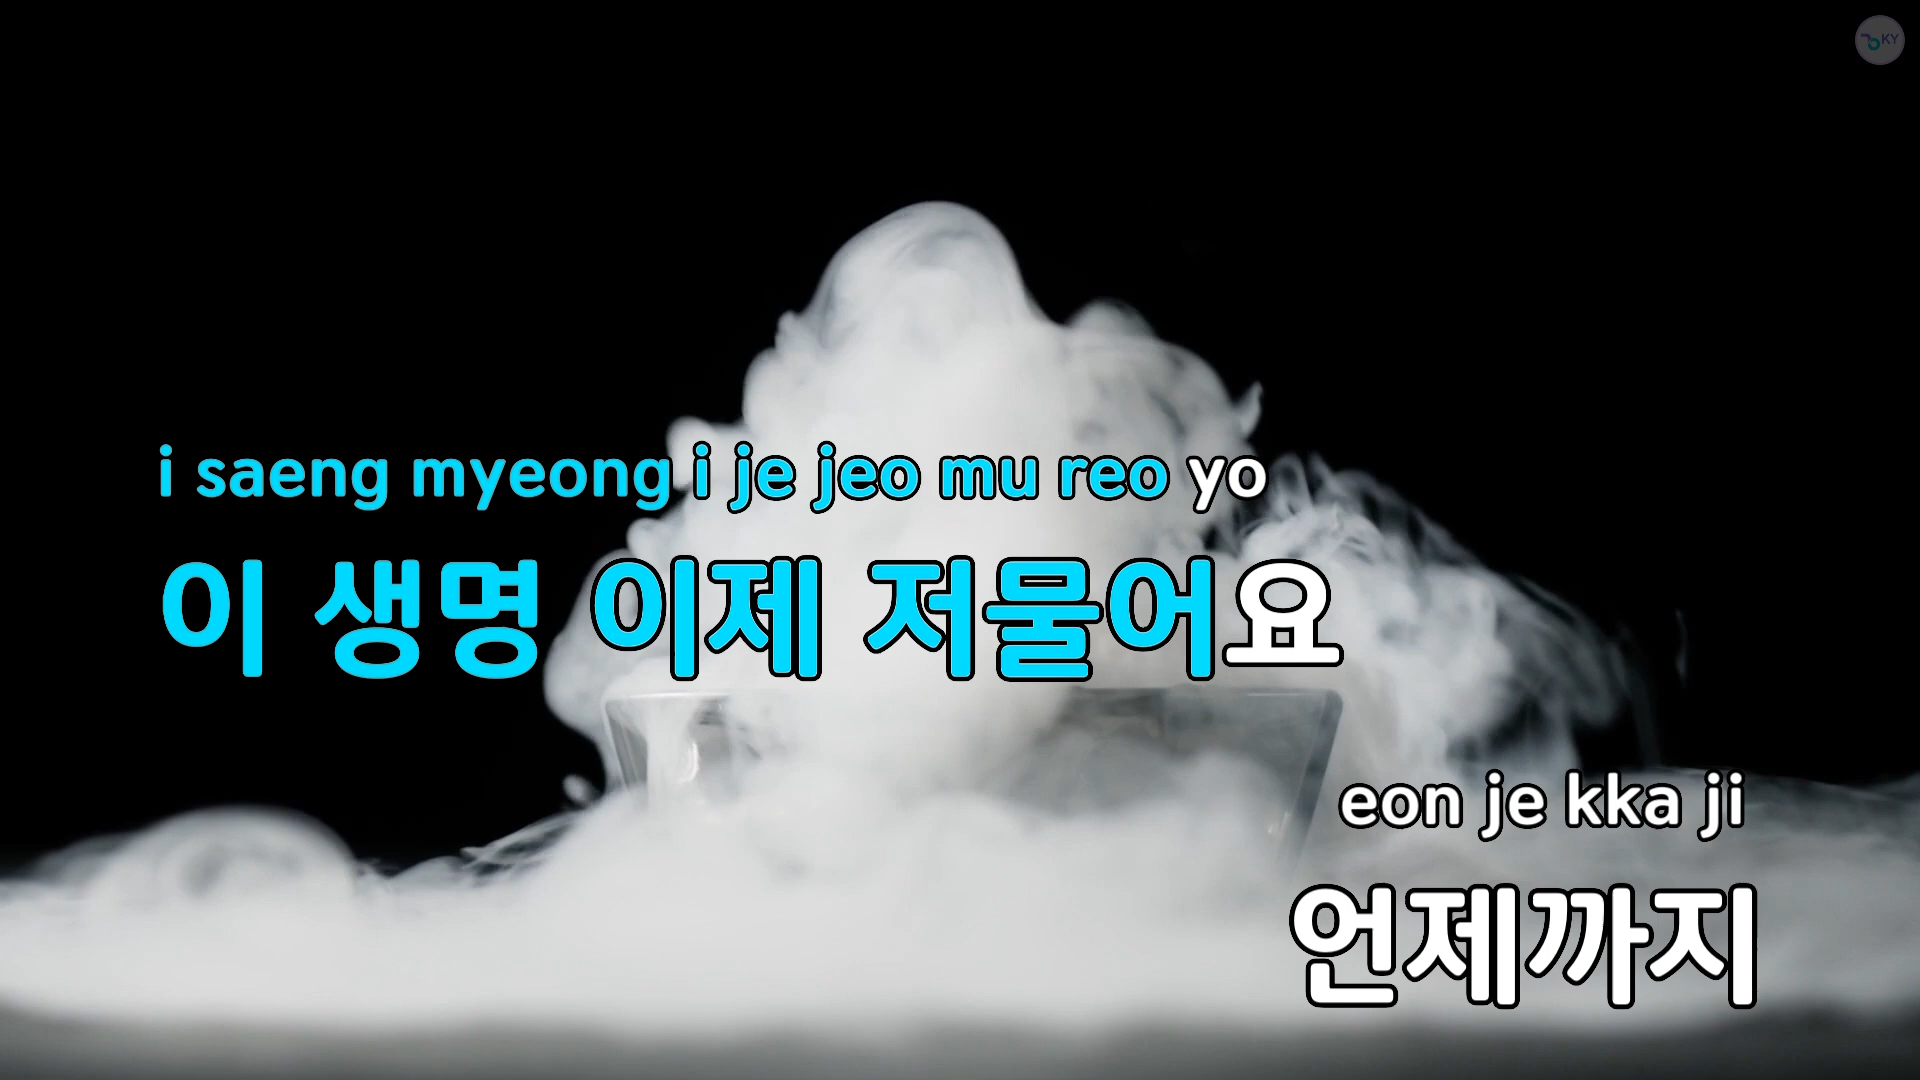 KY
i saeng myeong i je jeo mu reo yo
이 생명 이제 저물어요
eon je kka ji
언제까지